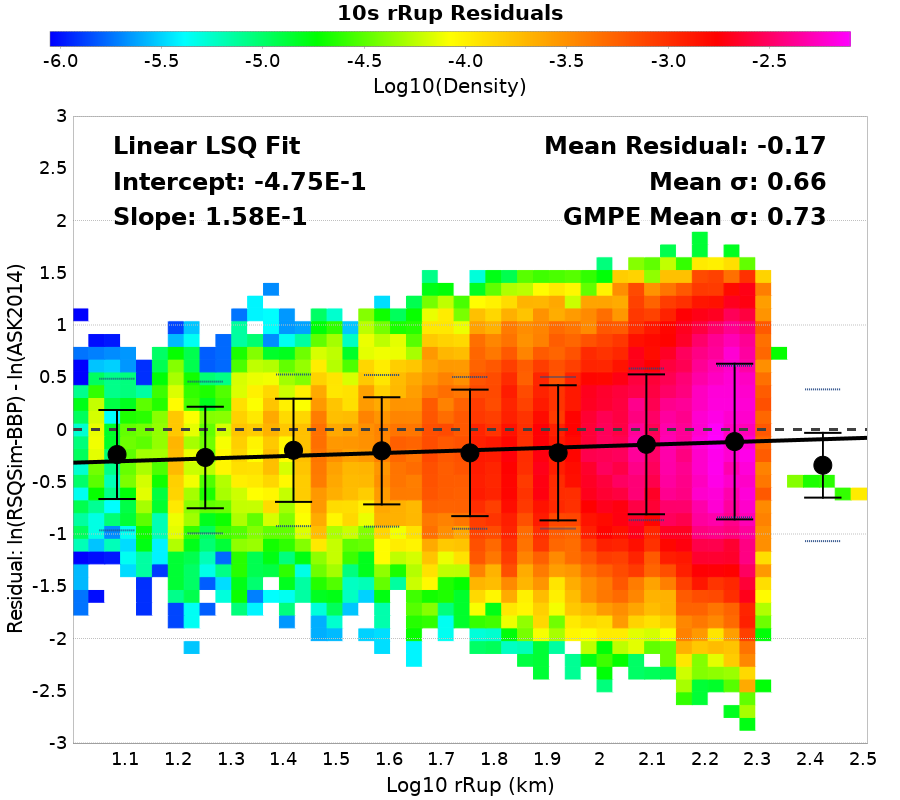 10s rRup Residuals
-6.0 -5.5 -5.0 -4.5 -4.0 -3.5 -3.0 -2.5
Log10(Density)
Linear LSQ Fit
Intercept: -4.75E-1
Slope: 1.58E-1
Mean Residual: -0.17
Mean σ: 0.66
GMPE Mean σ: 0.73
Residual: ln(RSQSim-BBP) - ln(ASK2014)
3
2.5
2
1.5
1
0.5
0
-0.5
-1
-1.5
-2
-2.5
-3
1.1 1.2 1.3 1.4 1.5 1.6 1.7 1.8 1.9 2 2.1 2.2 2.3 2.4 2.5
Log10 rRup (km)